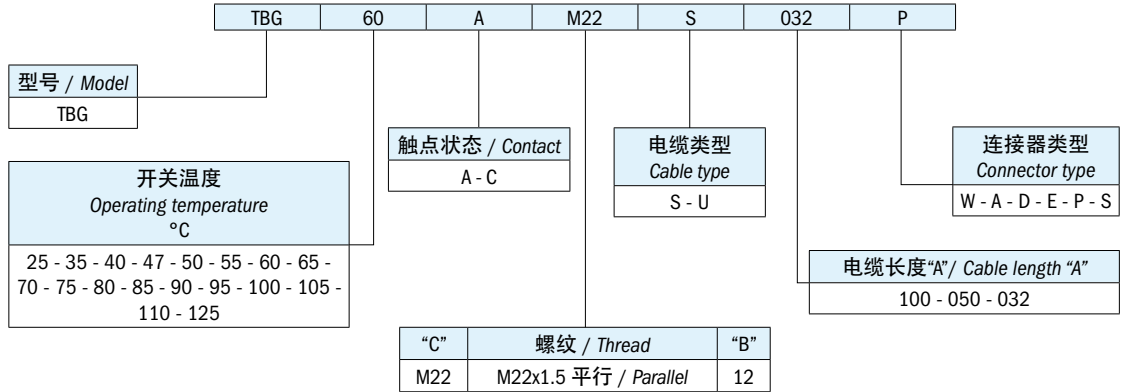 TBG 60 A M22 S 032 P
型号 / Model
TBG
触点状态 / Contact
A - C
电缆类型
Cable type
S - U
连接器类型
Connector type
W - A - D - E - P - S
开关温度
Operating temperature
°C
25 - 35 - 40 - 47 - 50 - 55 - 60 - 65 -
70 - 75 - 80 - 85 - 90 - 95 - 100 - 105 -
110 - 125
电缆长度“A”/ Cable length “A”
100 - 050 - 032
“C” 螺纹 / Thread “B”
M22 M22x1.5 平行 / Parallel 12